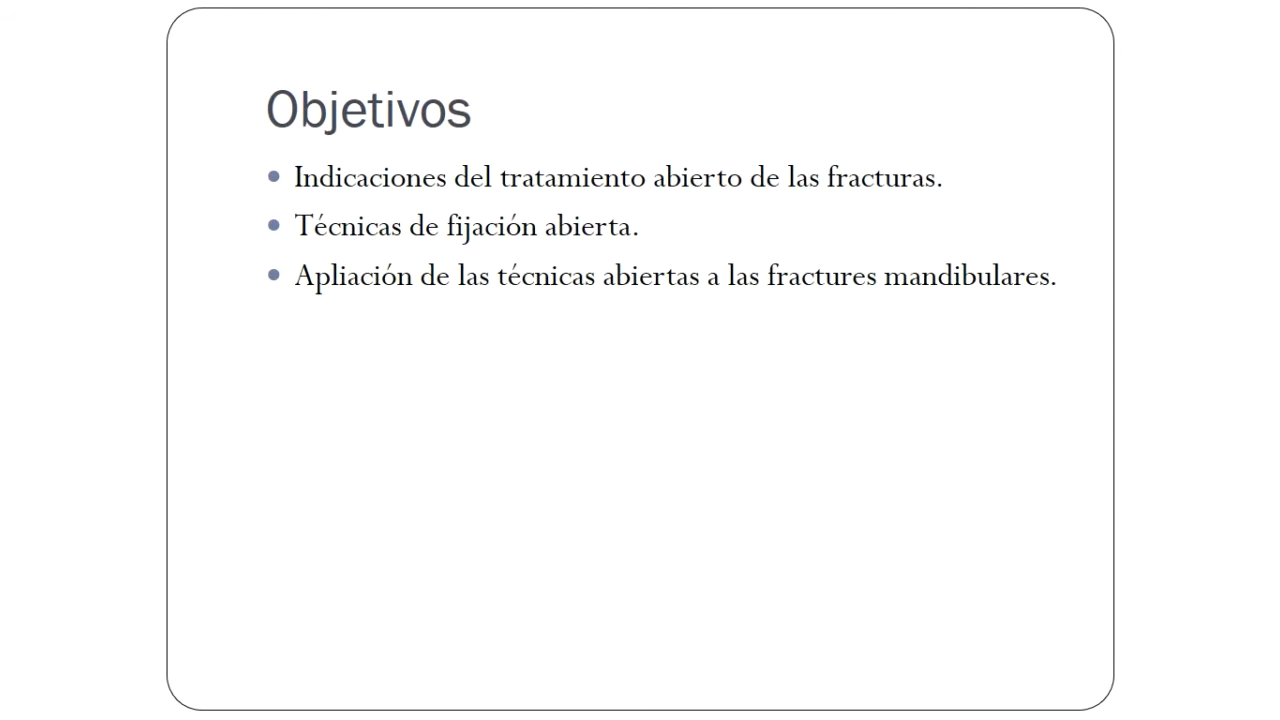 Objetivos
Indicaciones del tratamiento abierto de las fracturas.
Técnicas de fijación abierta.
Apliación de las técnicas abiertas a las fractures mandibulares.